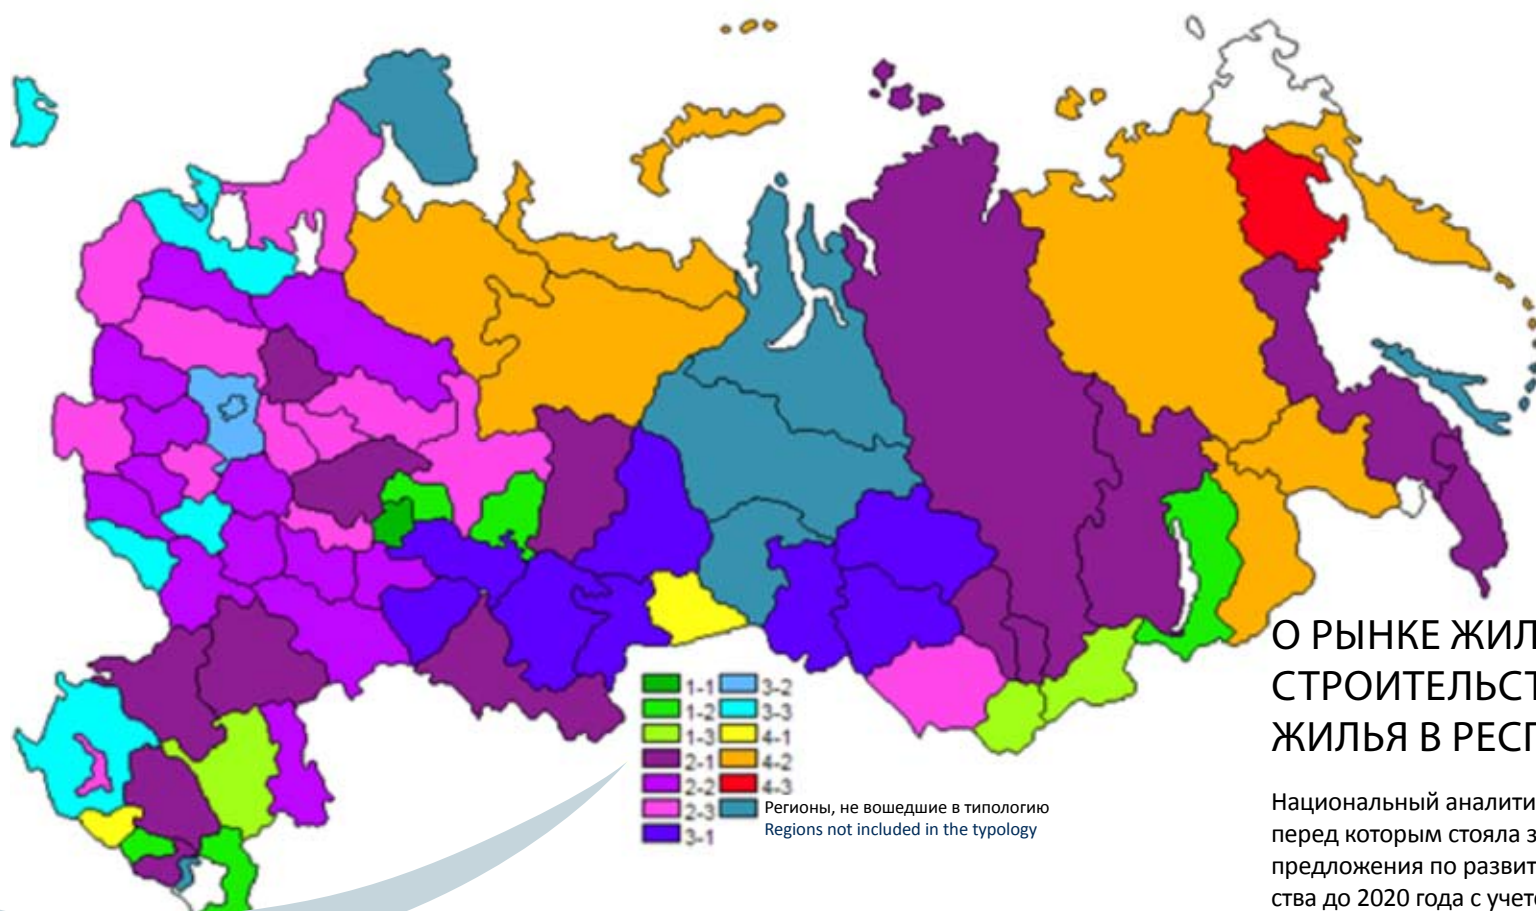 1-1
1-2
1-3
2-1
2-2
2-3
3-1
3-2
3-3
4-1
4-2
4-3
Регионы, не вошедшие в типологию
Regions not included in the typology
О РЫНКЕ ЖИЛ
СТРОИТЕЛЬСТ
ЖИЛЬЯ В РЕСП
Национальный аналити
перед которым стояла з
предложения по развит
ства до 2020 года с учето